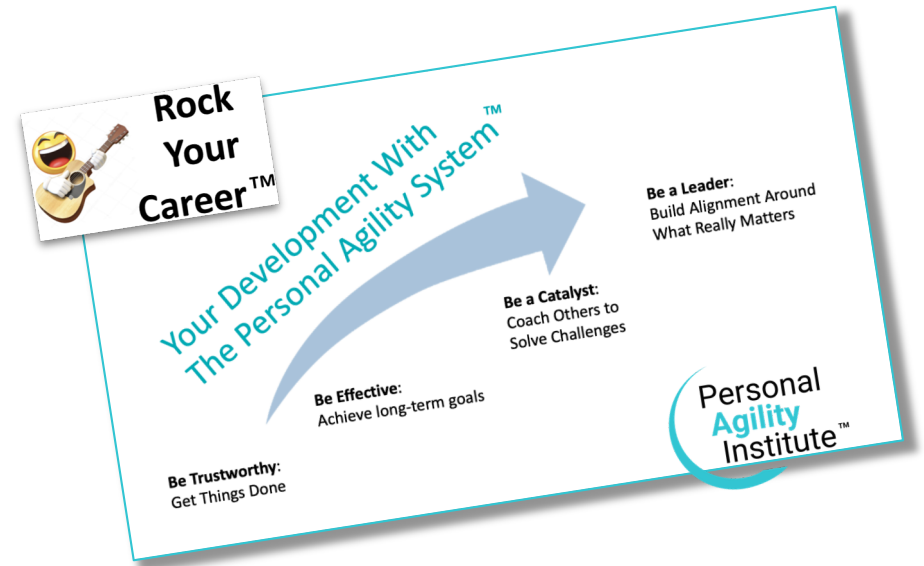 Rock
Your
Career™
Your Development With
The Personal Agility System™
Be a Leader:
Build Alignment Around
What Really Matters
Be a Catalyst:
Coach Others to
Solve Challenges
Be Effective:
Achieve long-term goals
Be Trustworthy:
Get Things Done
Personal
Agility
Institute™